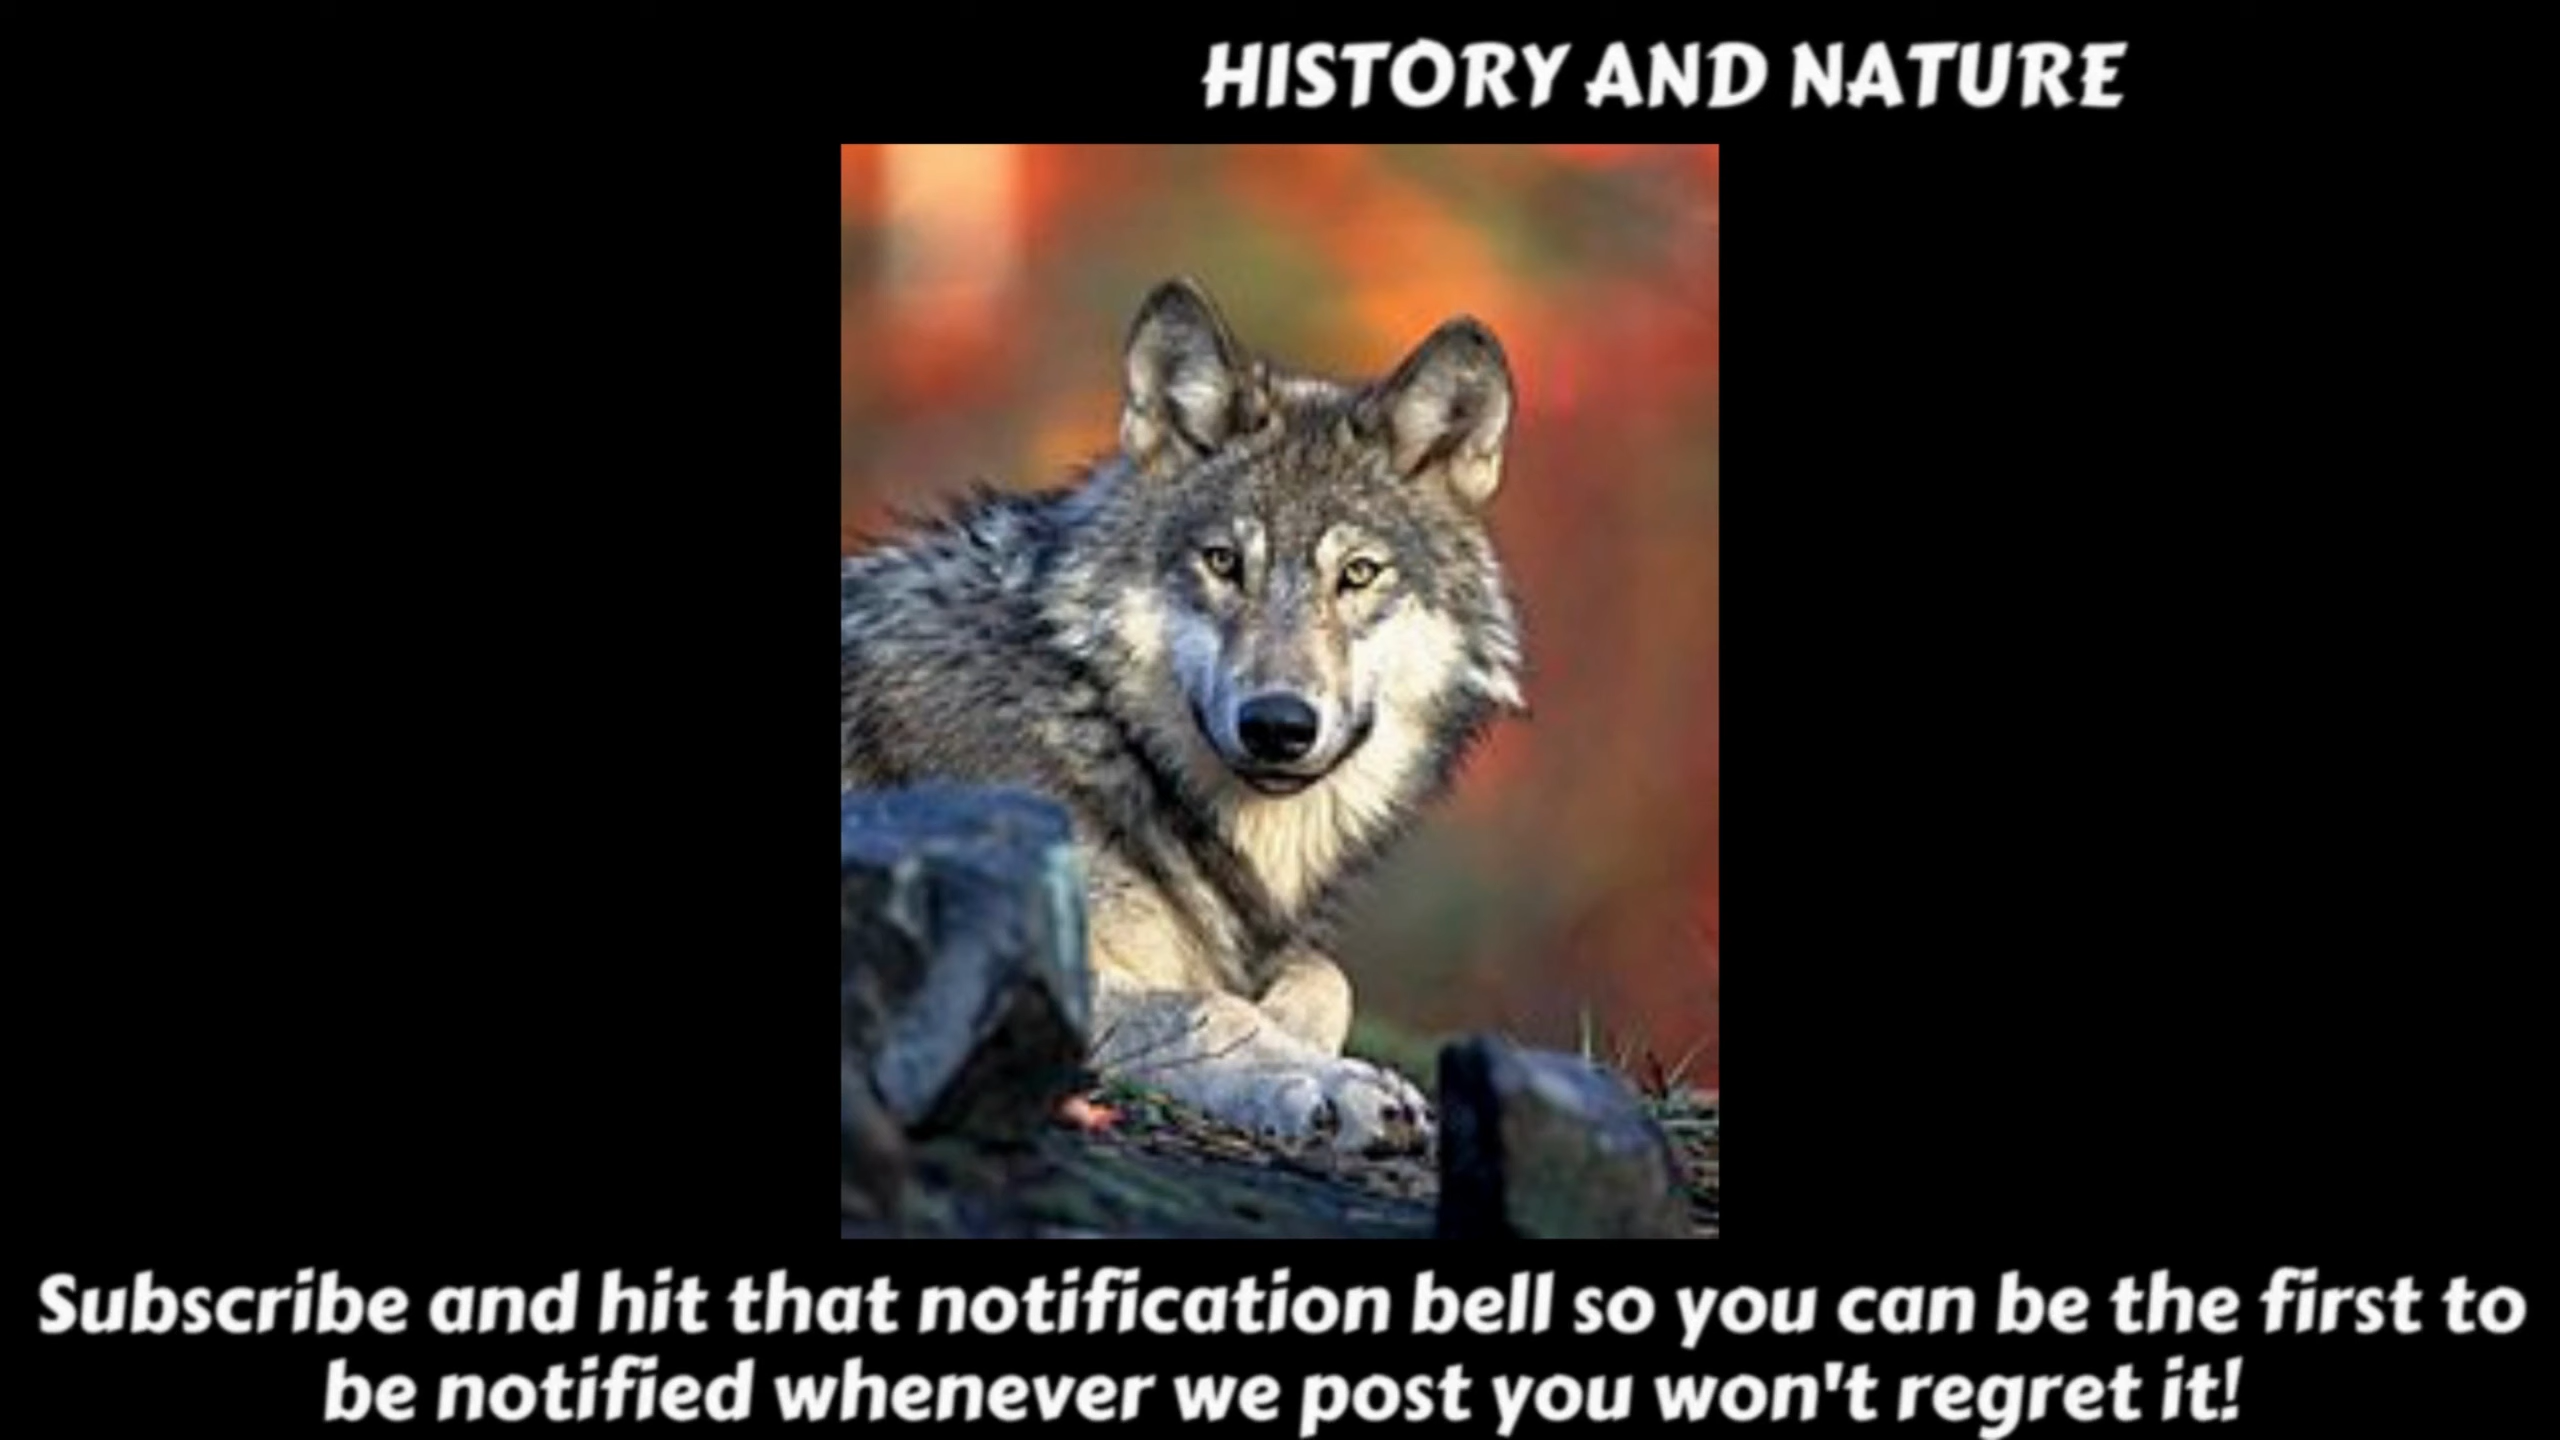 HISTORY AND NATURE
Subscribe and hit that notification bell so you can be the first to
be notified whenever we post you won't regret it!